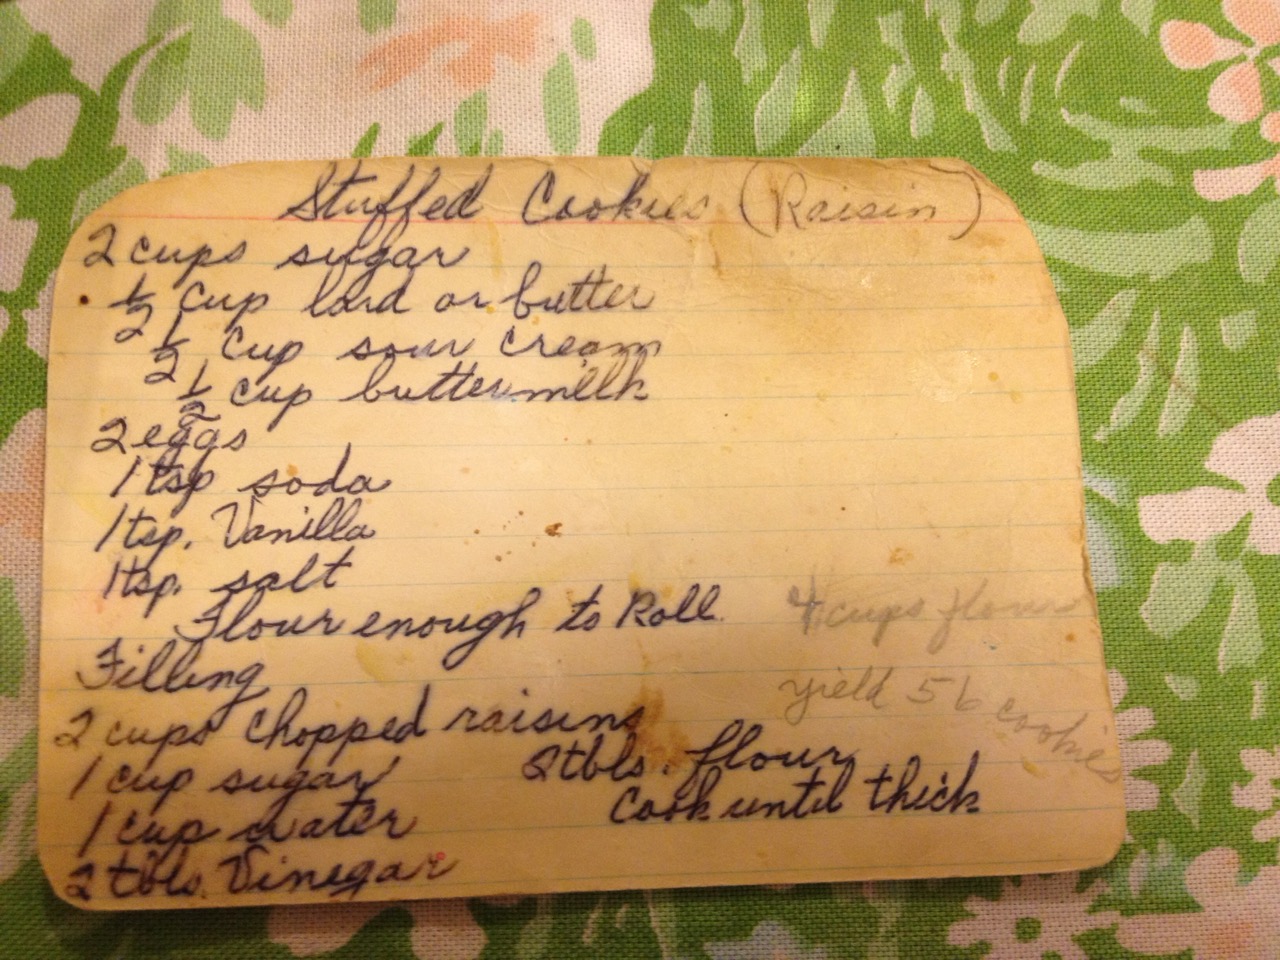 Stuffed Cookies (Raisin)
2 cups sugar
1/2 cup lard or butter
1/2 cup sour cream
1/2 cup buttermilk
2 eggs
1 tsp soda
1 tsp. Vanilla
1 tsp. salt
Flour enough to Roll
4 cups flour
Filling
yield 56 cookies
2 cups chopped raisins
1 cup sugar
2 tbls. flour
1 cup water
Cook until thick
2 tbls. Vinegar